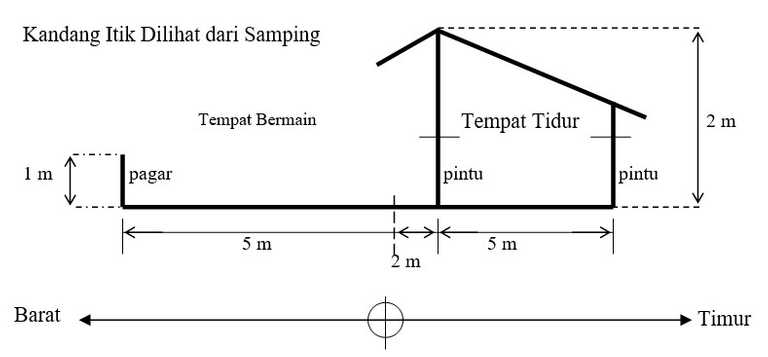 Kandang Itik Dilihat dari Samping
Tempat Bermain
Tempat Tidur
2 m
1 m
pagar
pintu
pintu
5 m
5 m
2 m
Barat
Timur